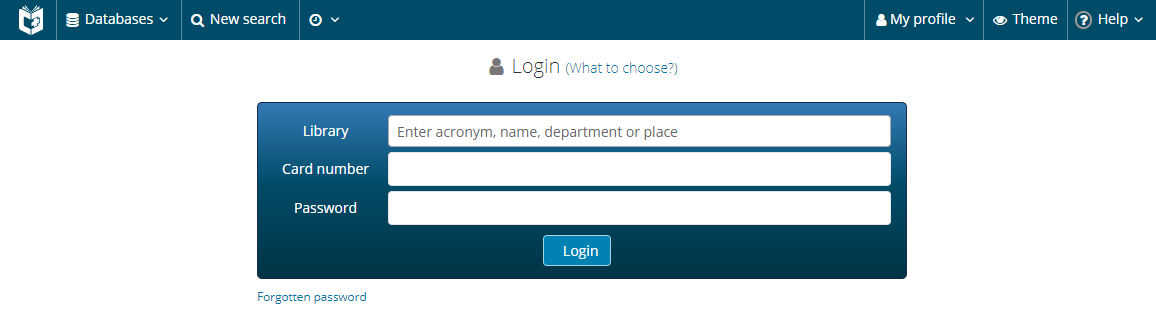 Databases New search My profile Theme ? Help
Login (What to choose?)
Library Enter acronym, name, department or place
Card number
Password
Login
Forgotten password